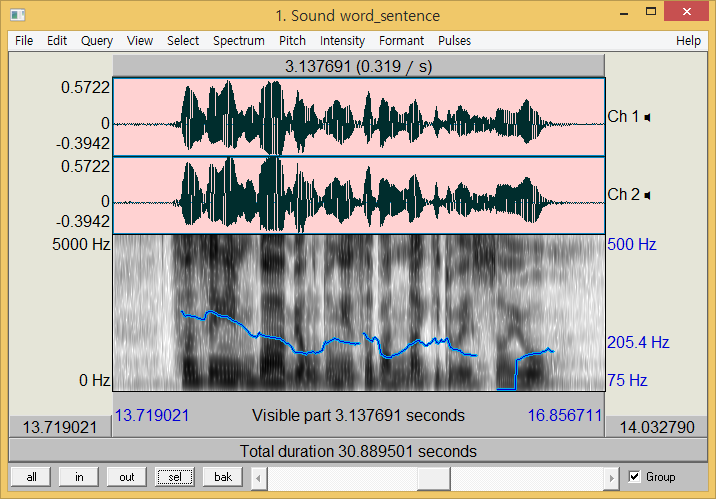 1. Sound word_sentence
File Edit Query View Select Spectrum Pitch Intensity Formant Pulses Help
3.137691 (0.319 / s)
0.5722
0
-0.3942
Ch 1
0.5722
0
-0.3942
Ch 2
5000 Hz
500 Hz
205.4 Hz
0 Hz
75 Hz
13.719021
13.719021
Visible part 3.137691 seconds
16.856711
14.032790
Total duration 30.889501 seconds
all in out sel bak
Group